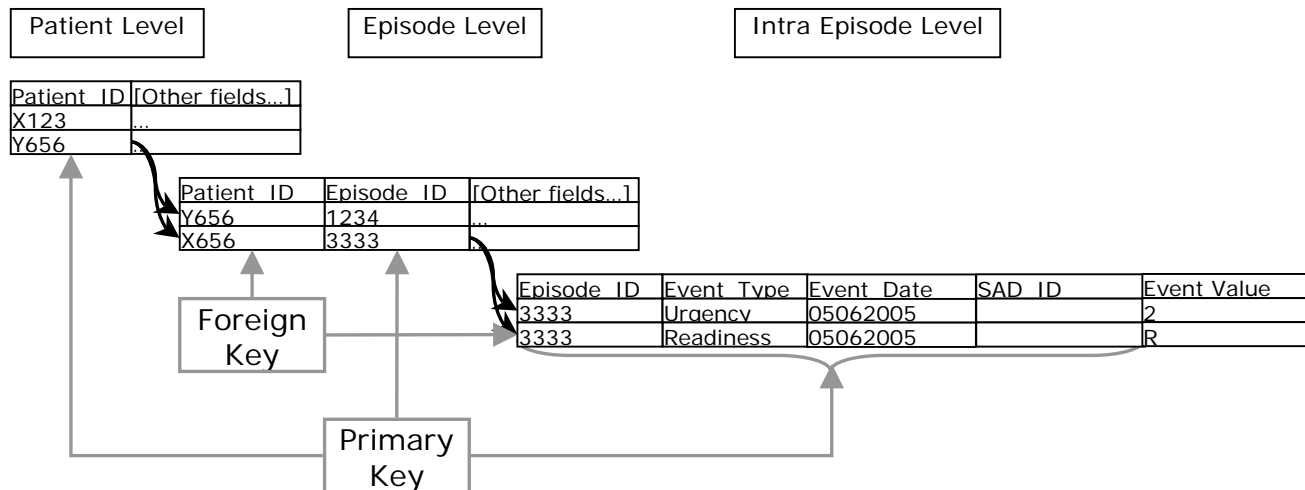 Patient Level Episode Level Intra Episode Level
Patient_ID [Other fields...]
X123 ...
Y656 ...
Patient_ID Episode_ID [Other fields...]
Y656 1234 ...
X656 3333 ...
Episode_ID Event_Type Event_Date SAD_ID Event Value
3333 Urgency 05062005 2
3333 Readiness 05062005 R
Foreign
Key
Primary
Key